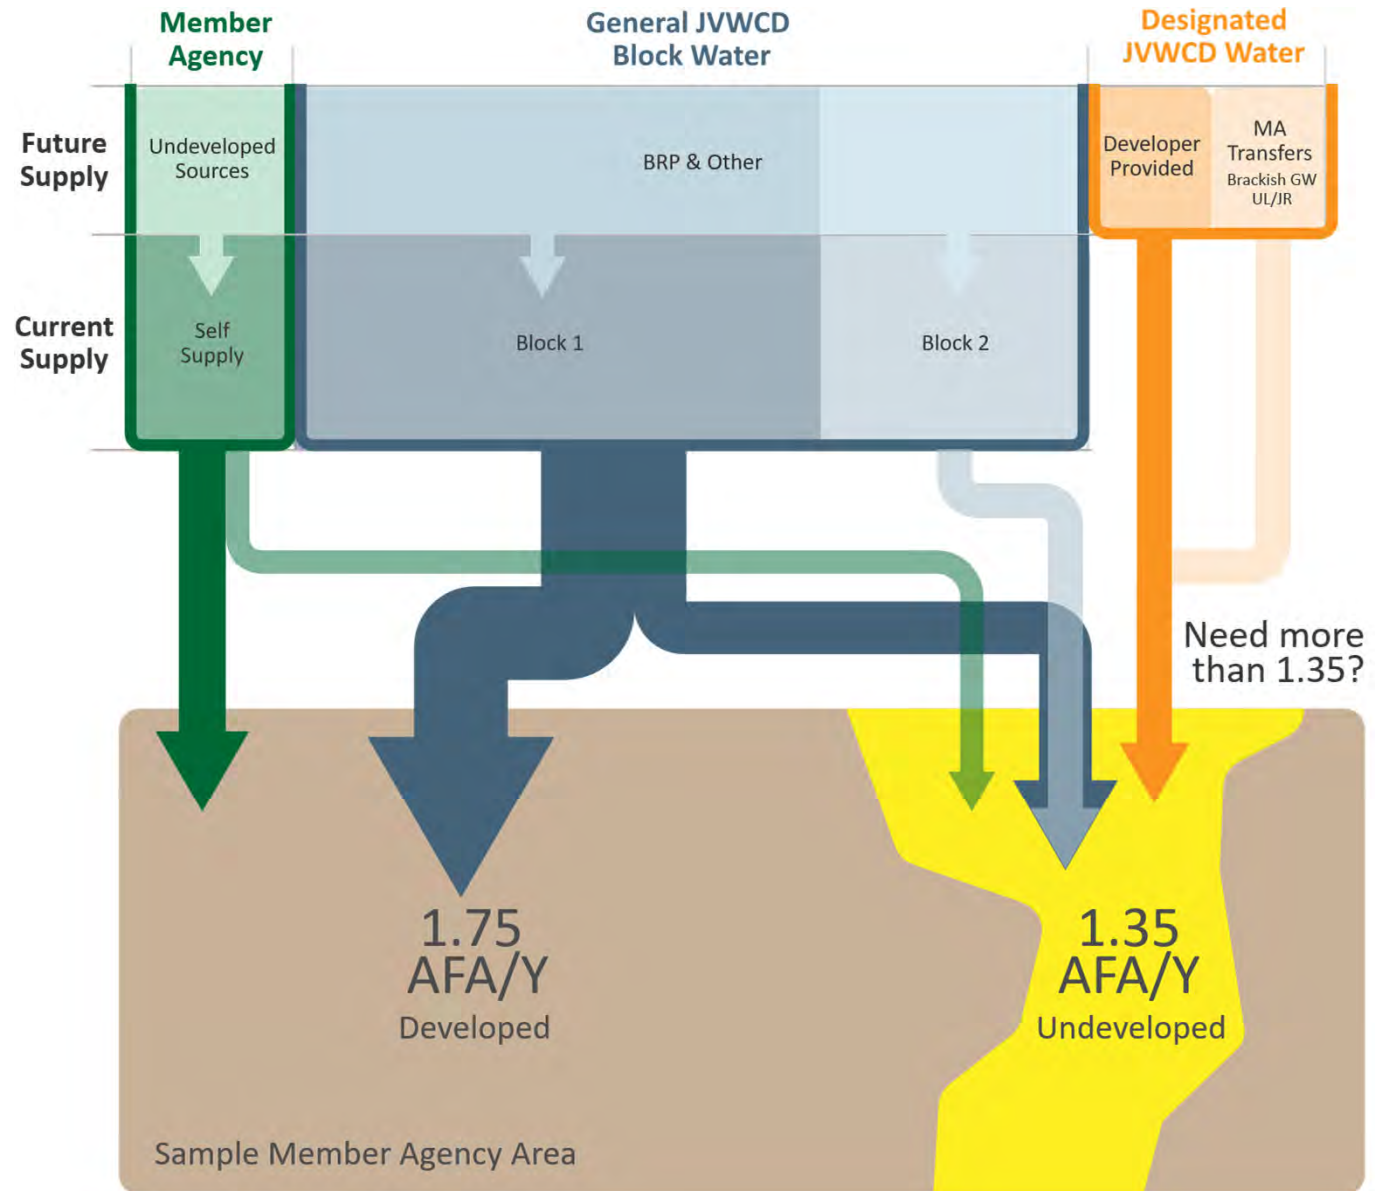 Member
Agency
General JVWCD
Block Water
Designated
JVWCD Water
Future
Supply
Undeveloped
Sources
BRP & Other
Developer
Provided
MA
Transfers
Brackish GW
UL/JR
Current
Supply
Self
Supply
Block 1
Block 2
Need more
than 1.35?
1.75
AFA/Y
Developed
1.35
AFA/Y
Undeveloped
Sample Member Agency Area